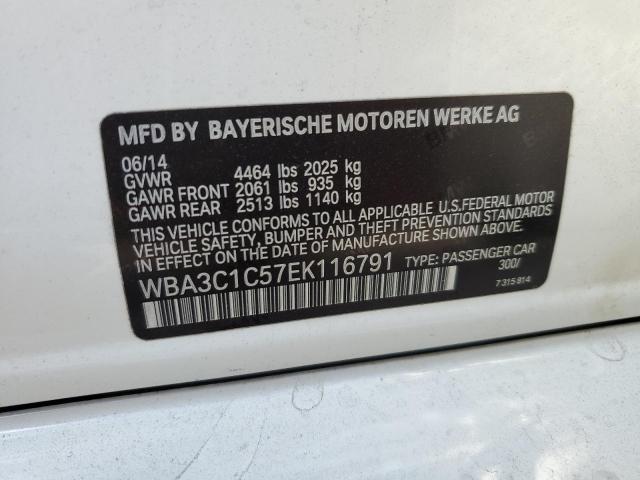 MFD BY BAYERISCHE MOTOREN WERKE AG
06/14
GVWR 4464 lbs 2025 kg
GAWR FRONT 2061 lbs 935 kg
GAWR REAR 2513 lbs 1140 kg
THIS VEHICLE CONFORMS TO ALL APPLICABLE U.S.FEDERAL MOTOR
VEHICLE SAFETY, BUMPER AND THEFT PREVENTION STANDARDS
IN EFFECT ON THE DATE OF MANUFACTURE SHOWN ABOVE.
WBA3C1C57EK116791 TYPE: PASSENGER CAR
300/
7315814